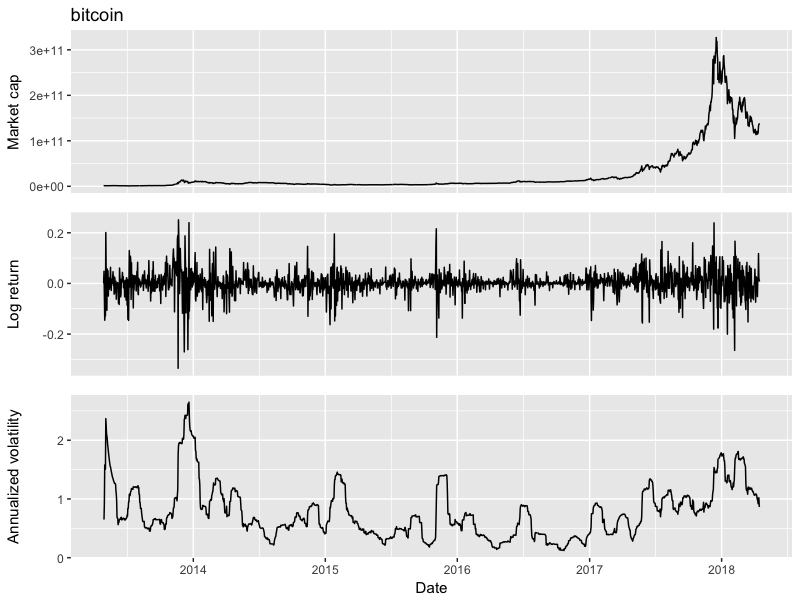 bitcoin
Market cap
3e+11
2e+11
1e+11
0e+00
Log return
0.2
0.0
-0.2
Annualized volatility
2
1
0
2014 2015 2016 2017 2018
Date